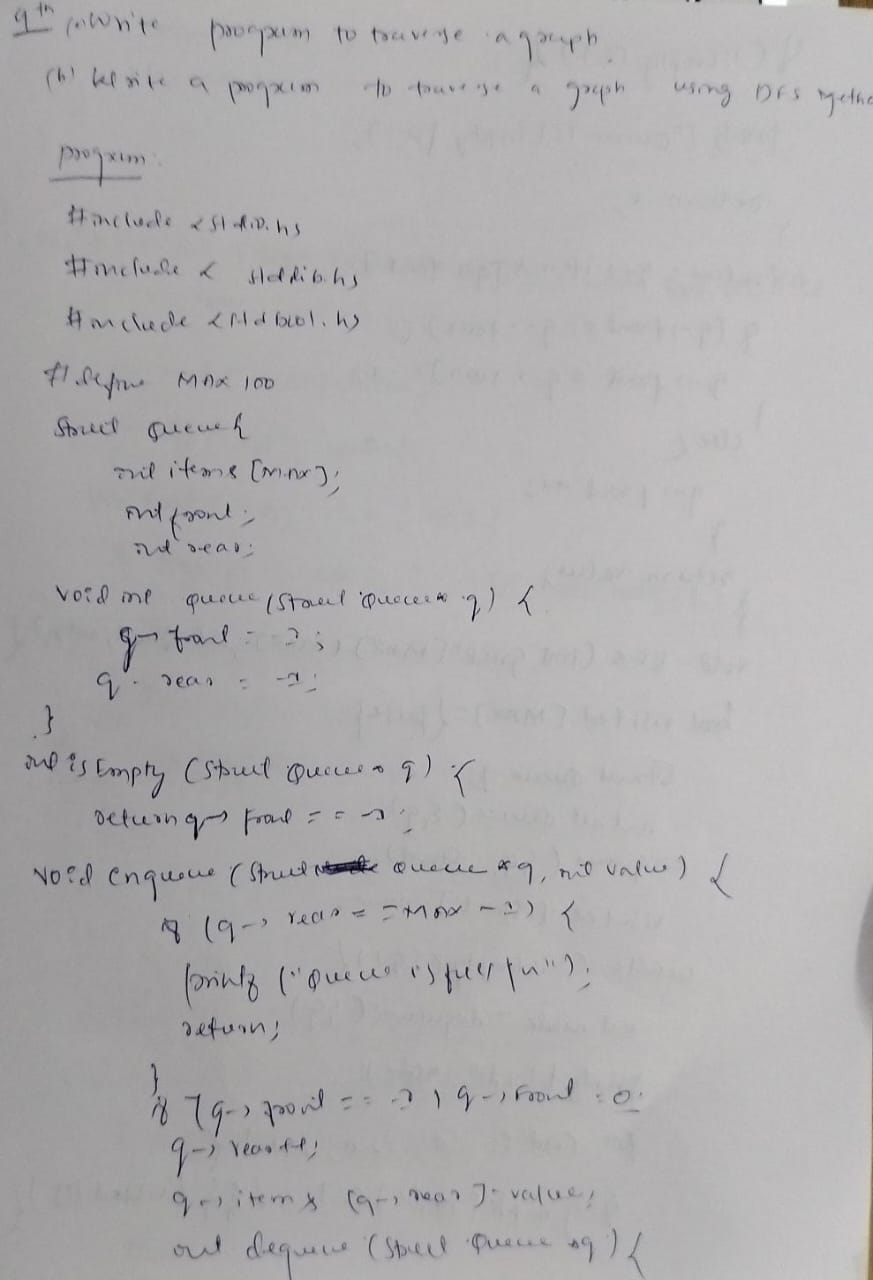 9th (a) Write program to traverse a graph.
(b) Write a program to traverse a graph using DFS Metho
program:
#include <stdio.h>
#include < stdlib.h>
#include <stdbool.h>
#define MAX 100
Struct Queue {
int items [MAX];
int front;
int rear;
void int queue (Struct Queue * q) {
q-> front = -1;
q. rear = -1;
}
int is Empty (Struct Queue * q) {
return q-> front == -1;
void enqueue (Struct Queue * q, int value) {
if (q-> rear == MAX -1) {
printf ("Queue is full \n");
return;
}
if (q-> front == -1) q-> front = 0;
q-> rear++;
q-> items [q-> rear] = value;
int dequeue (Struct Queue *q) {